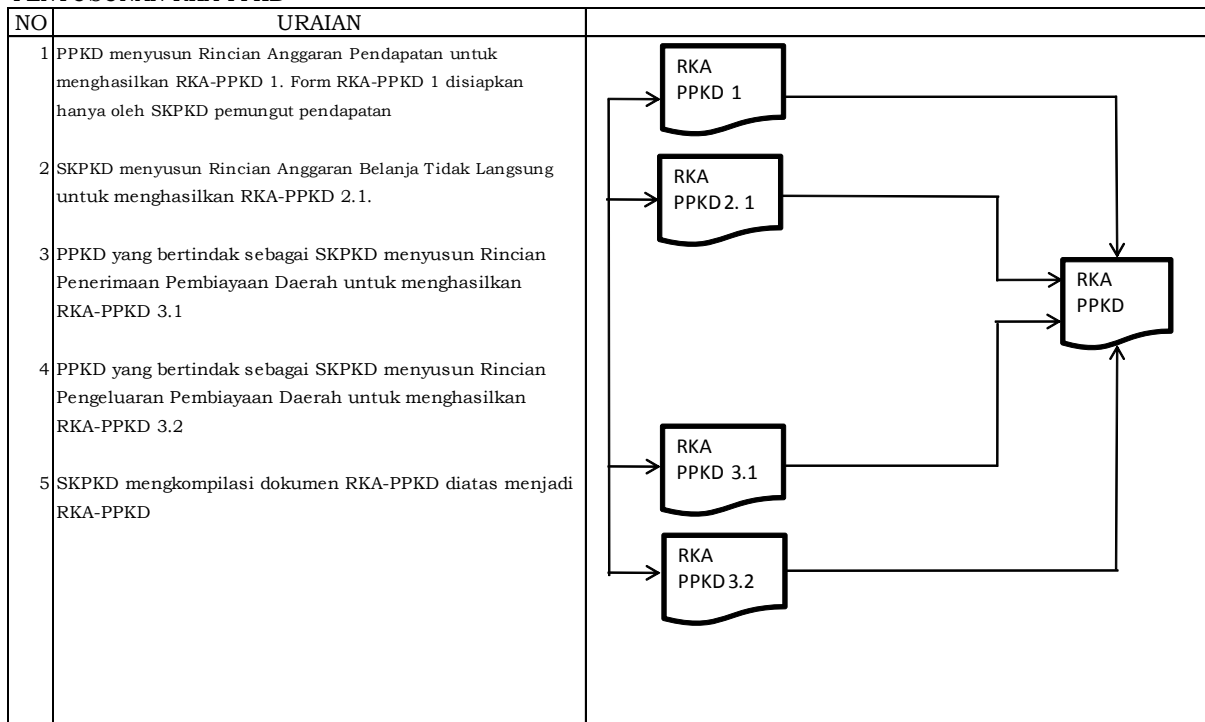 NO URAIAN
1 PPKD menyusun Rincian Anggaran Pendapatan untuk
menghasilkan RKA-PPKD 1. Form RKA-PPKD 1 disiapkan
hanya oleh SKPKD pemungut pendapatan
2 SKPKD menyusun Rincian Anggaran Belanja Tidak Langsung
untuk menghasilkan RKA-PPKD 2.1.
3 PPKD yang bertindak sebagai SKPKD menyusun Rincian
Penerimaan Pembiayaan Daerah untuk menghasilkan
RKA-PPKD 3.1
4 PPKD yang bertindak sebagai SKPKD menyusun Rincian
Pengeluaran Pembiayaan Daerah untuk menghasilkan
RKA-PPKD 3.2
5 SKPKD mengkompilasi dokumen RKA-PPKD diatas menjadi
RKA-PPKD
RKA
PPKD 1
RKA
PPKD 2. 1
RKA
PPKD
RKA
PPKD 3.1
RKA
PPKD 3.2